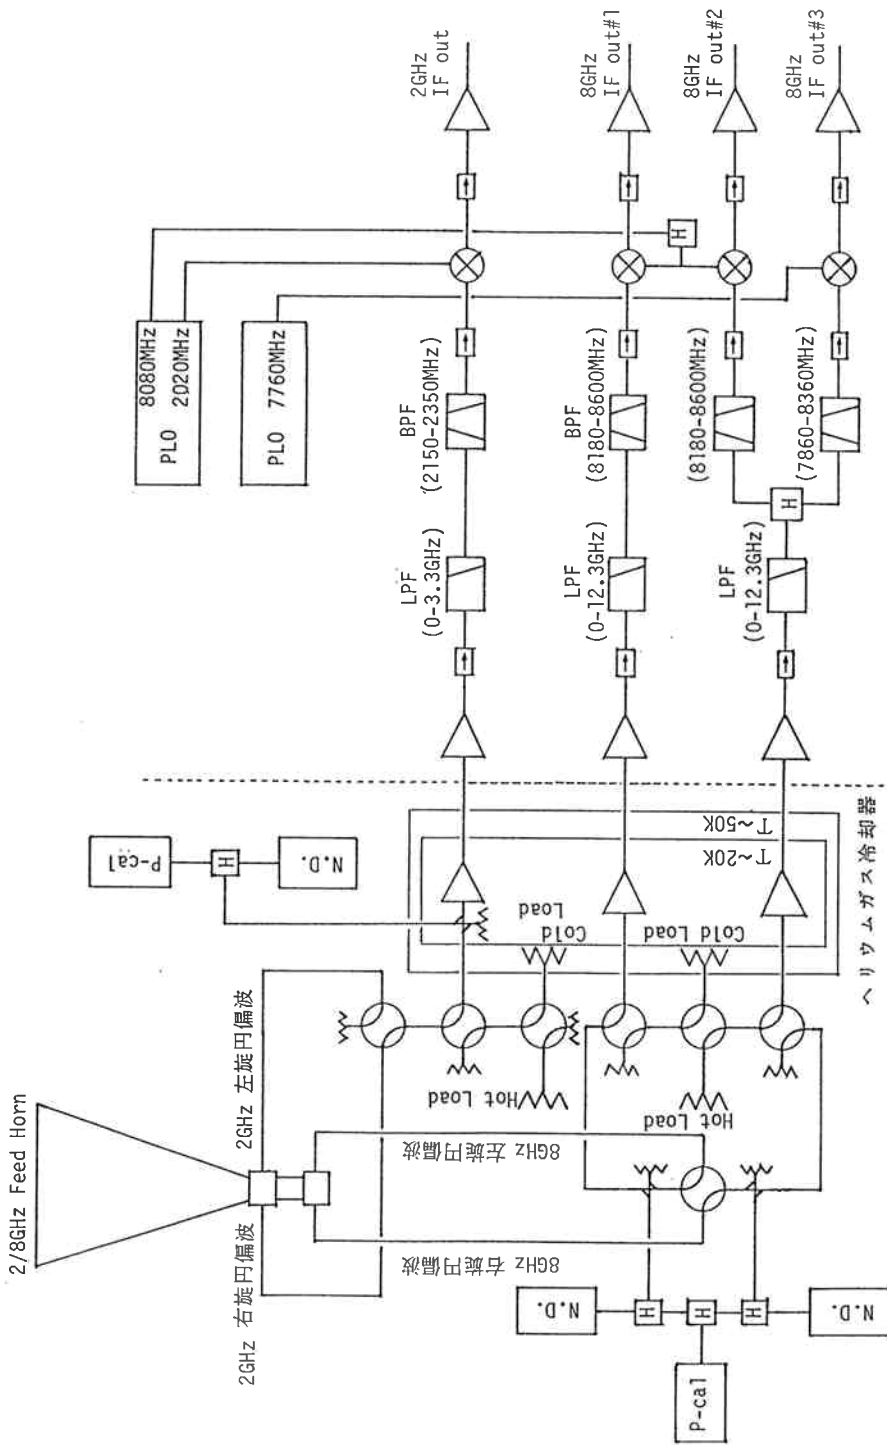 2/8GHz Feed Horn
2GHz 右旋円偏波
2GHz 左旋円偏波
8GHz 右旋円偏波
8GHz 左旋円偏波
N.D.
H
P-cal
H
H
N.D.
P-cal
H
N.D.
Hot Load
Hot Load
Cold
Load
Cold Load
T~20K
T~50K
ヘリウムガス冷却器
LPF
(0-3.3GHz)
BPF
(2150-2350MHz)
LPF
(0-12.3GHz)
BPF
(8180-8600MHz)
LPF
(0-12.3GHz)
H
(8180-8600MHz)
(7860-8360MHz)
8080MHz
PLO 2020MHz
PLO 7760MHz
H
2GHz
IF out
8GHz
IF out#1
8GHz
IF out#2
8GHz
IF out#3